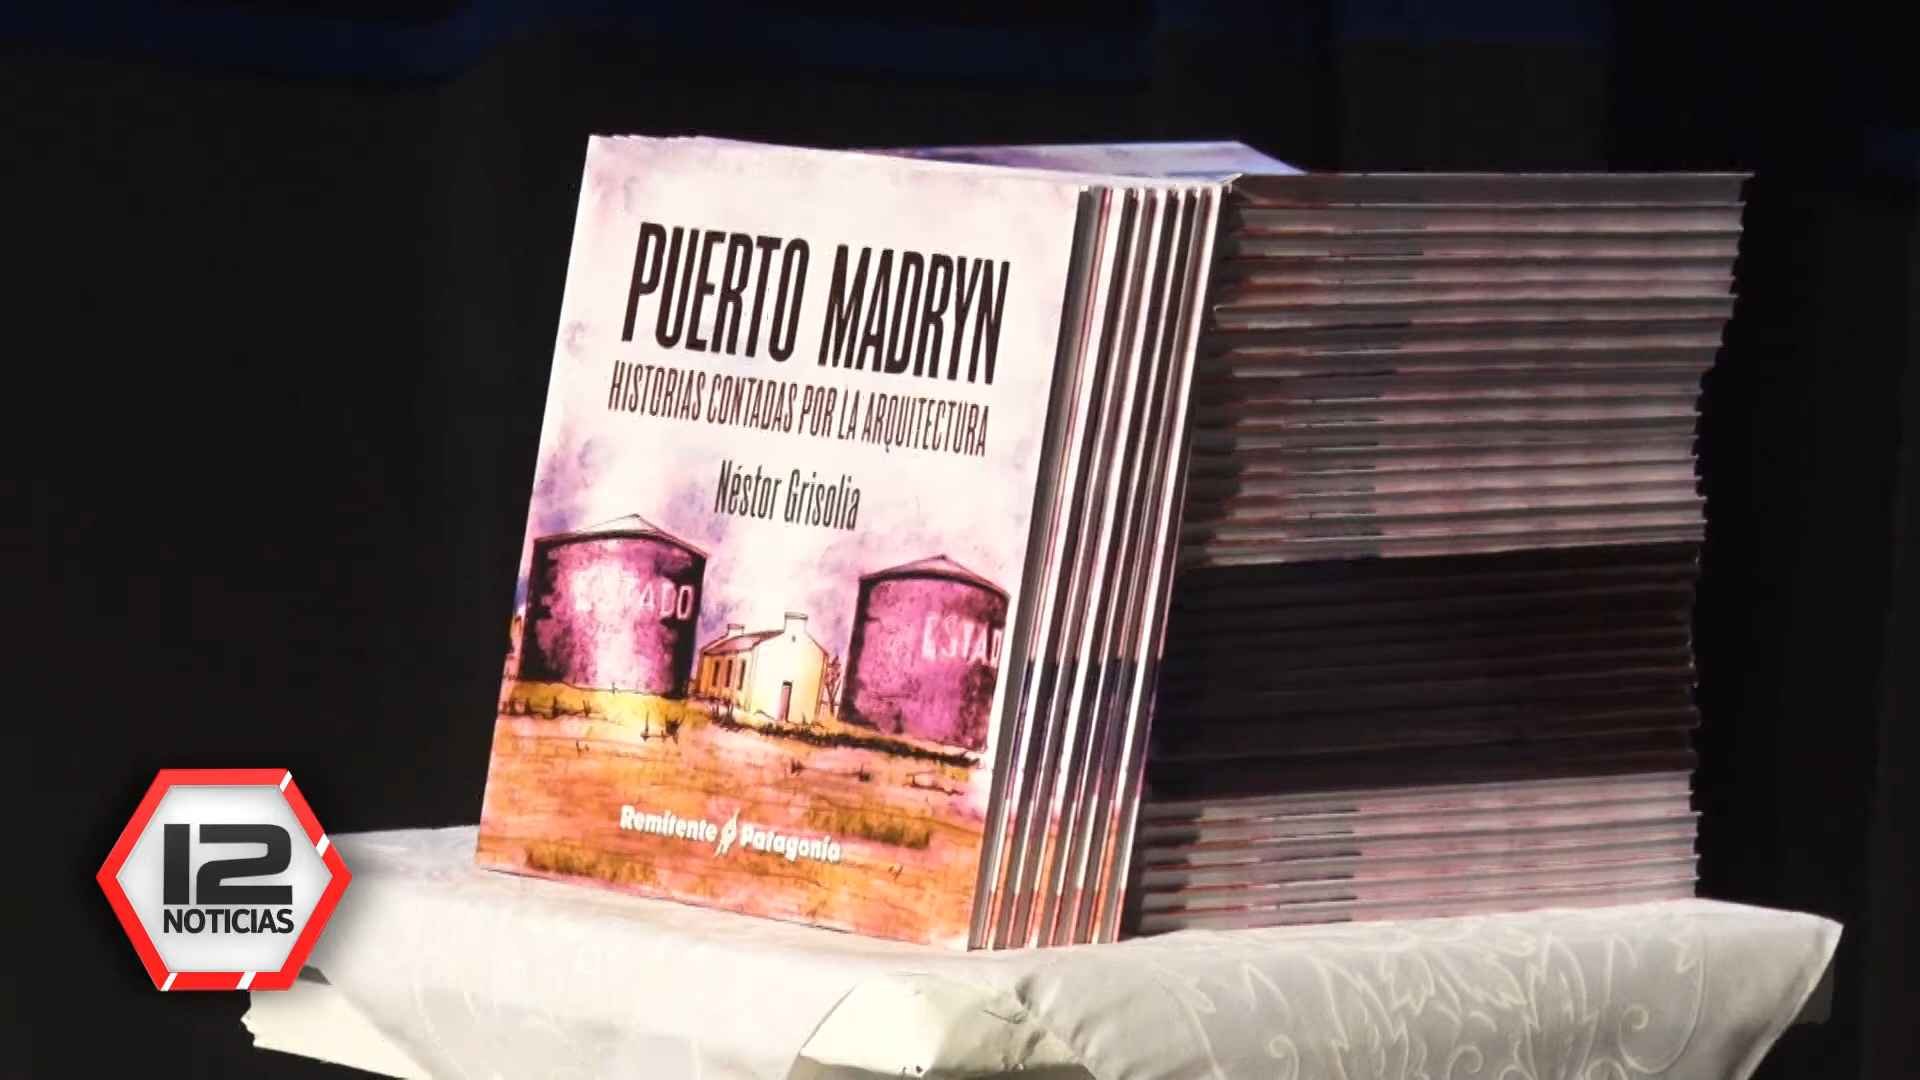 PUERTO MADRYN
HISTORIAS CONTADAS POR LA ARQUITECTURA
Néstor Grisolia
ESTADO
ESTAD
Remitente Patagonia
12
NOTICIAS